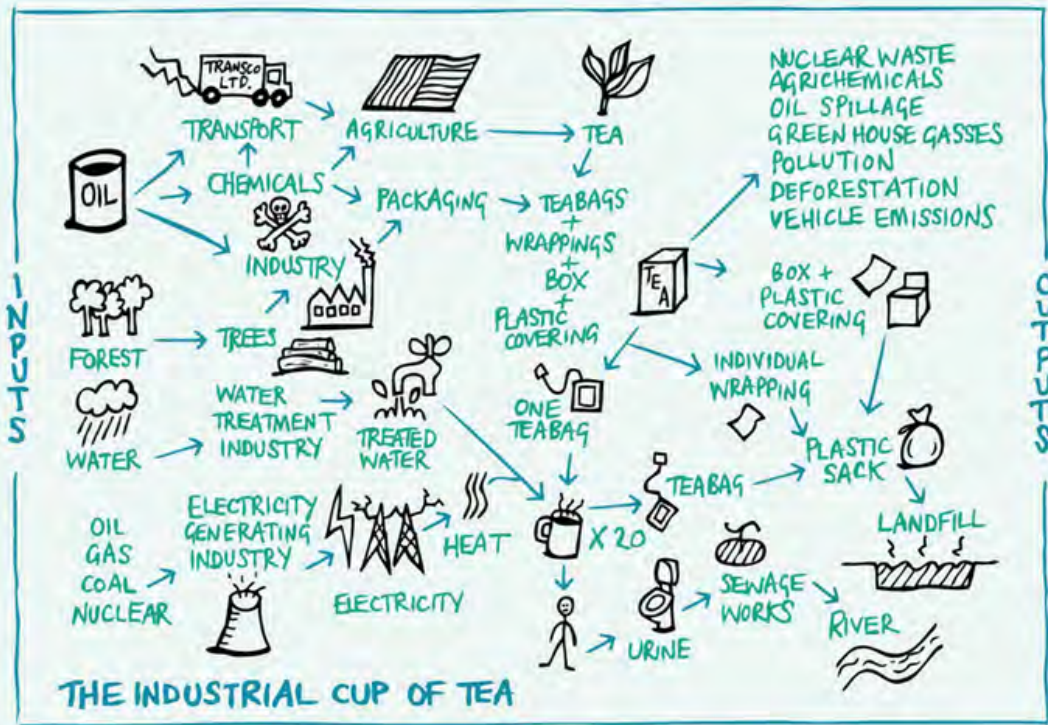 INPUTS
OUTPUTS
TRANSCO
LTD.
TRANSPORT
AGRICULTURE
TEA
OIL
CHEMICALS
PACKAGING
INDUSTRY
TEABAGS
+
WRAPPINGS
+
BOX
+
PLASTIC
COVERING
TEA
NUCLEAR WASTE
AGRICHEMICALS
OIL SPILLAGE
GREEN HOUSE GASSES
POLLUTION
DEFORESTATION
VEHICLE EMISSIONS
BOX +
PLASTIC
COVERING
FOREST
TREES
INDIVIDUAL
WRAPPING
WATER
WATER
TREATMENT
INDUSTRY
TREATED
WATER
ONE
TEABAG
PLASTIC
SACK
TEABAG
OIL
GAS
COAL
NUCLEAR
ELECTRICITY
GENERATING
INDUSTRY
ELECTRICITY
HEAT
X 20
LANDFILL
SEWAGE
WORKS
URINE
RIVER
THE INDUSTRIAL CUP OF TEA